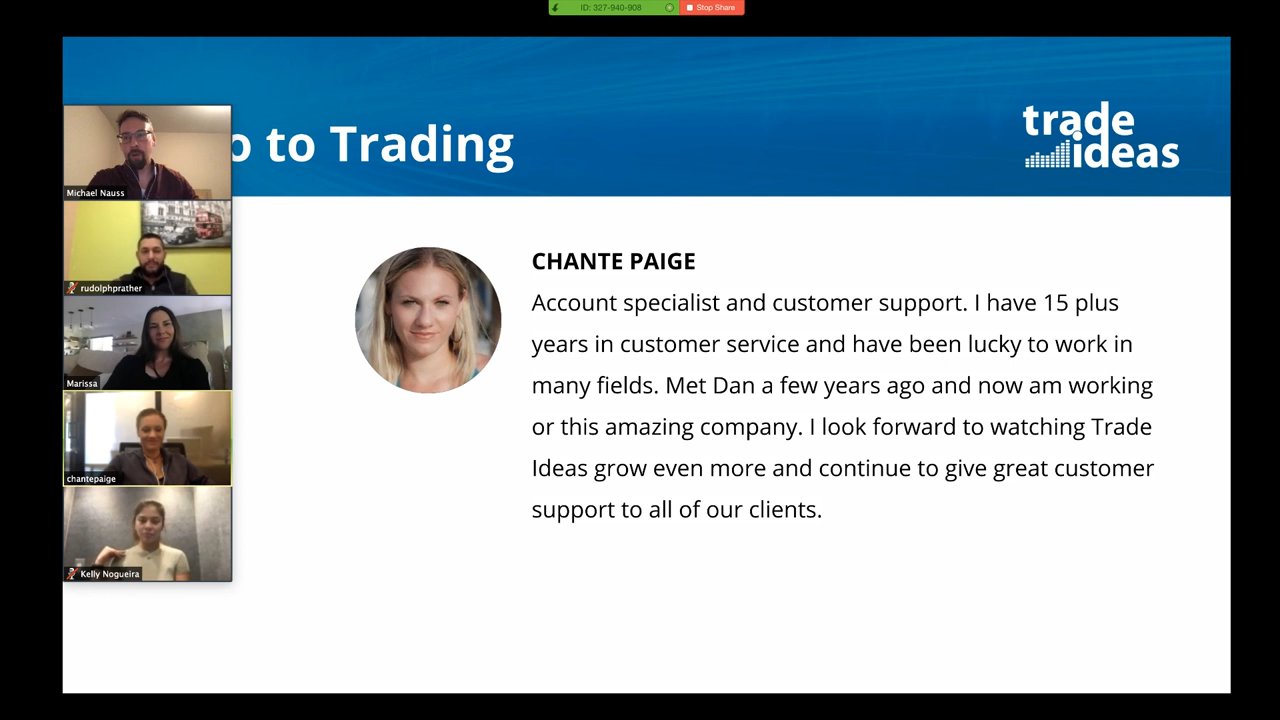 ID: 327-940-908
Stop Share
to Trading
trade
ideas
Michael Nauss
rudolphprather
Marissa
chantepaige
Kelly Nogueira
CHANTE PAIGE
Account specialist and customer support. I have 15 plus
years in customer service and have been lucky to work in
many fields. Met Dan a few years ago and now am working
or this amazing company. I look forward to watching Trade
Ideas grow even more and continue to give great customer
support to all of our clients.